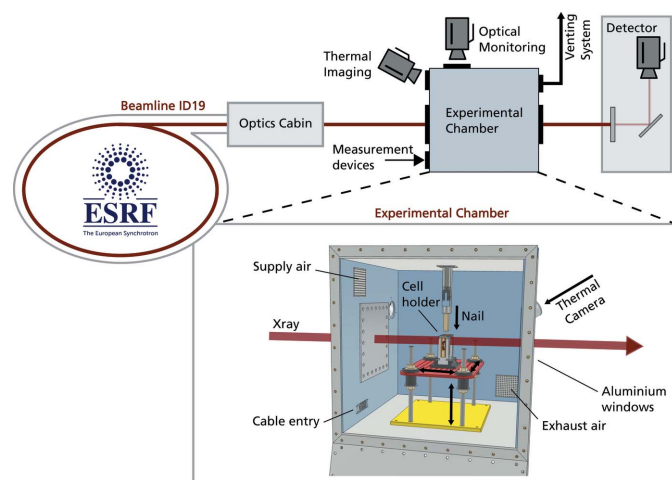 Optical
Monitoring
Venting
System
Detector
Thermal
Imaging
Beamline ID19
Optics Cabin
Experimental
Chamber
Measurement
devices
ESRF
The European Synchrotron
Experimental Chamber
Supply air
Cell
holder
Nail
Thermal
Camera
Xray
Aluminium
windows
Cable entry
Exhaust air